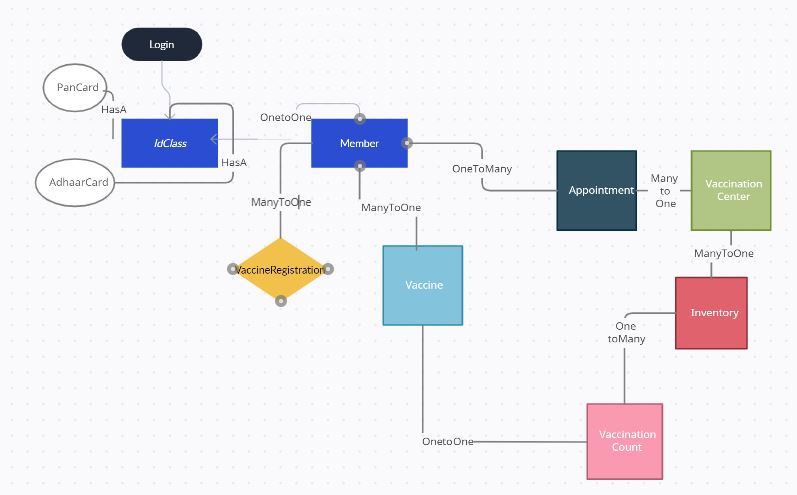 Login
PanCard
HasA
IdClass
OnetoOne
Member
HasA
AdhaarCard
OneToMany
Appointment
Many
to
One
Vaccination
Center
ManyToOne
ManyToOne
VaccineRegistration
Vaccine
ManyToOne
Inventory
One
toMany
OnetoOne
Vaccination
Count